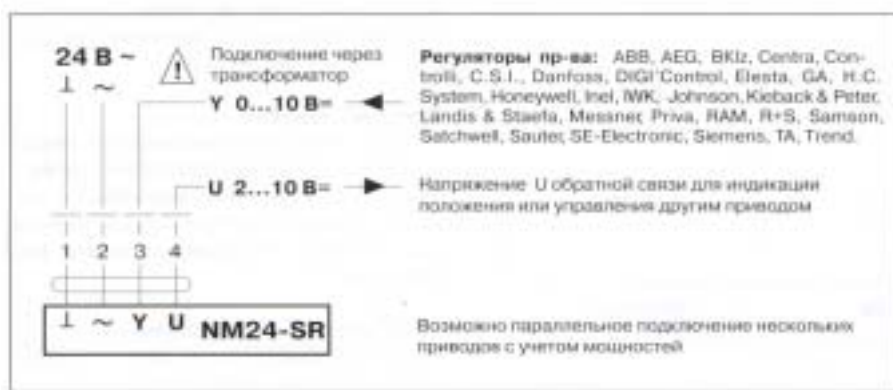 24 В ~
Подключение через
трансформатор
⊥ ~
Y 0...10 В=
Регуляторы пр-ва: ABB, AEG, BKIz, Centra, Con-
trolli, C.S.I., Danfoss, DIGI'Control, Elesta, GA, H.C.
System, Honeywell, Inel, IWK, Johnson, Kieback & Peter,
Landis & Staefa, Messner, Priva, RAM, R+S, Samson,
Satchwell, Sauter, SE-Electronic, Siemens, TA, Trend.
U 2...10 В=
Напряжение U обратной связи для индикации
положения или управления другим приводом
1 2 3 4
⊥ ~ Y U NM24-SR
Возможно параллельное подключение нескольких
приводов с учетом мощностей